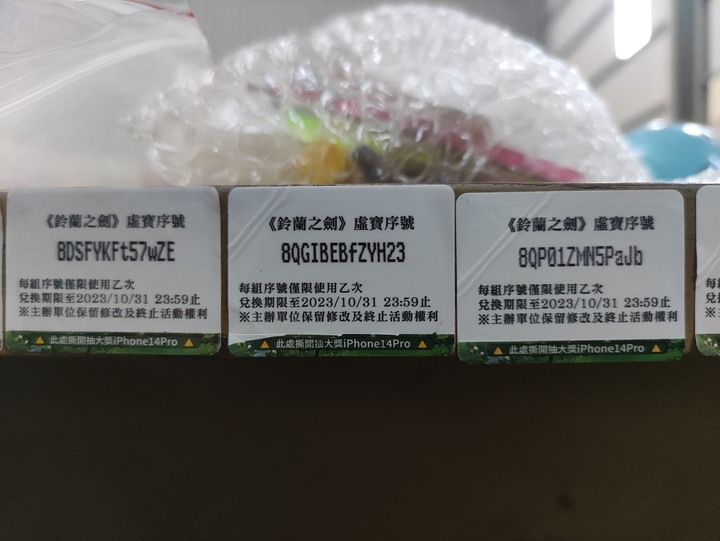 《鈴蘭之劍》虛寶序號
8DSFYKFt57wZE
每組序號僅限使用乙次
兌換期限至2023/10/31 23:59止
※主辦單位保留修改及終止活動權利
▲ 此處撕開抽大獎iPhone14Pro ▲
《鈴蘭之劍》虛寶序號
8QGIBEBfZYH23
每組序號僅限使用乙次
兌換期限至2023/10/31 23:59止
※主辦單位保留修改及終止活動權利
▲ 此處撕開抽大獎iPhone14Pro ▲
《鈴蘭之劍》虛寶序號
8QP01ZMN5PaJb
每組序號僅限使用乙次
兌換期限至2023/10/31 23:59止
※主辦單位保留修改及終止活動權利
▲ 此處撕開抽大獎iPhone14Pro ▲